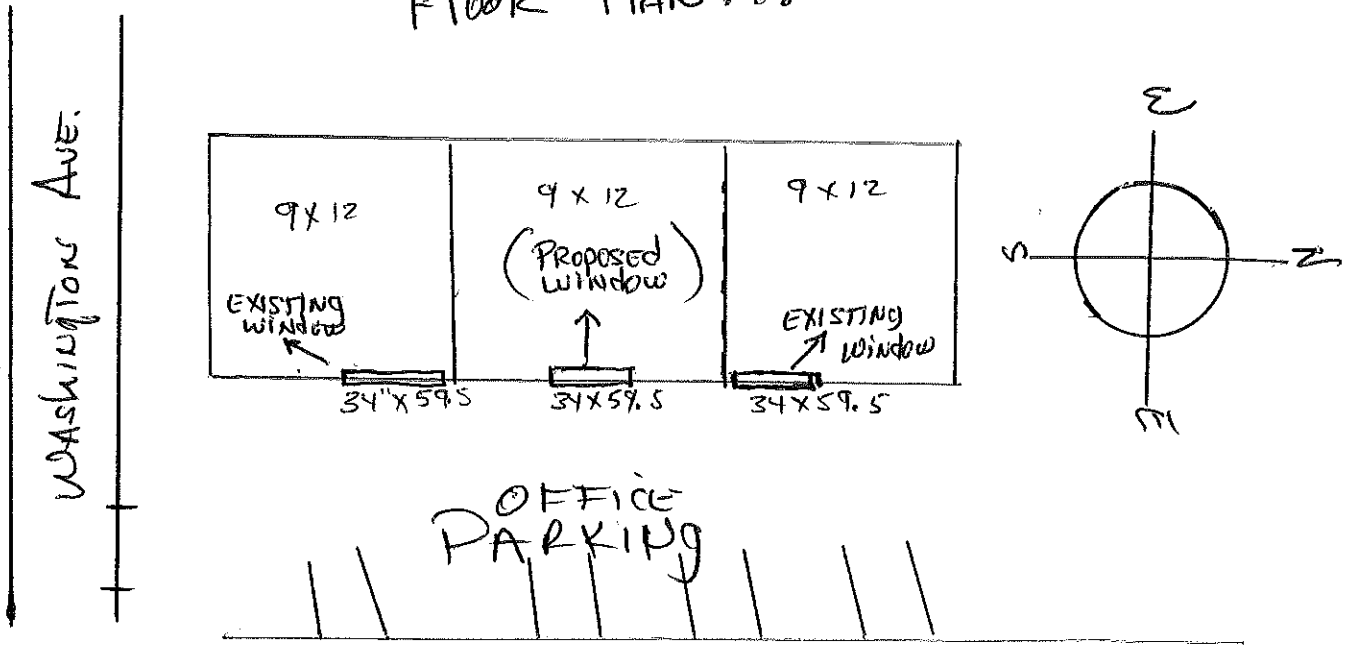 WASHINGTON AVE.
9 X 12
9 X 12
9 X 12
(PROPOSED
WINDOW)
EXISTING
WINDOW
EXISTING
WINDOW
34" X 59.5
34 X 59.5
34 X 59.5
OFFICE
PARKING
S
N
E